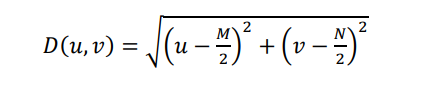 D(u, v) = √((u − M/2)² + (v − N/2)²)